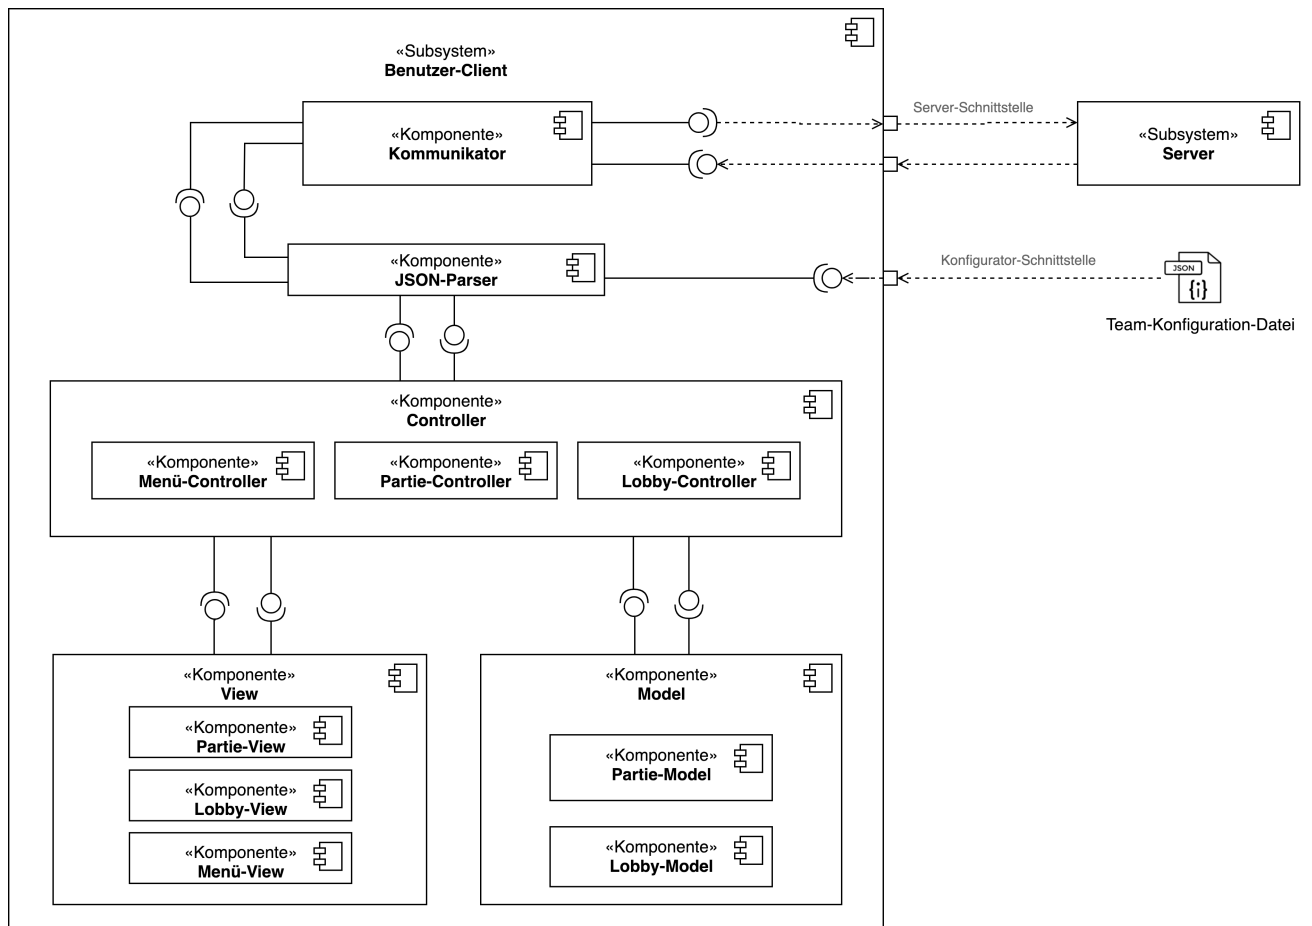 «Subsystem»
Benutzer-Client
Server-Schnittstelle
«Komponente»
Kommunikator
«Subsystem»
Server
«Komponente»
JSON-Parser
Konfigurator-Schnittstelle
JSON
{i}
Team-Konfiguration-Datei
«Komponente»
Controller
«Komponente»
Menü-Controller
«Komponente»
Partie-Controller
«Komponente»
Lobby-Controller
«Komponente»
View
«Komponente»
Partie-View
«Komponente»
Lobby-View
«Komponente»
Menü-View
«Komponente»
Model
«Komponente»
Partie-Model
«Komponente»
Lobby-Model